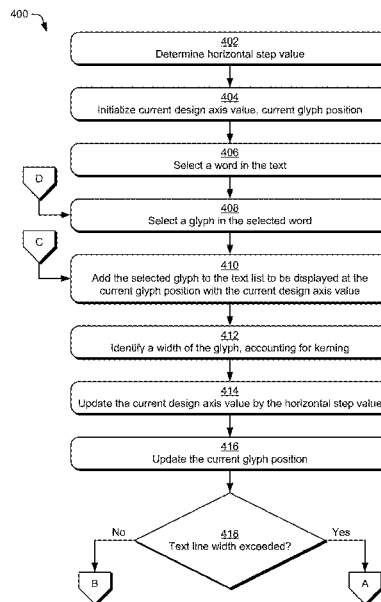 400
402
Determine horizontal step value
404
Initialize current design axis value, current glyph position
406
Select a word in the text
D
408
Select a glyph in the selected word
C
410
Add the selected glyph to the text list to be displayed at the
current glyph position with the current design axis value
412
Identify a width of the glyph, accounting for kerning
414
Update the current design axis value by the horizontal step value
416
Update the current glyph position
418
Text line width exceeded?
No
Yes
B
A